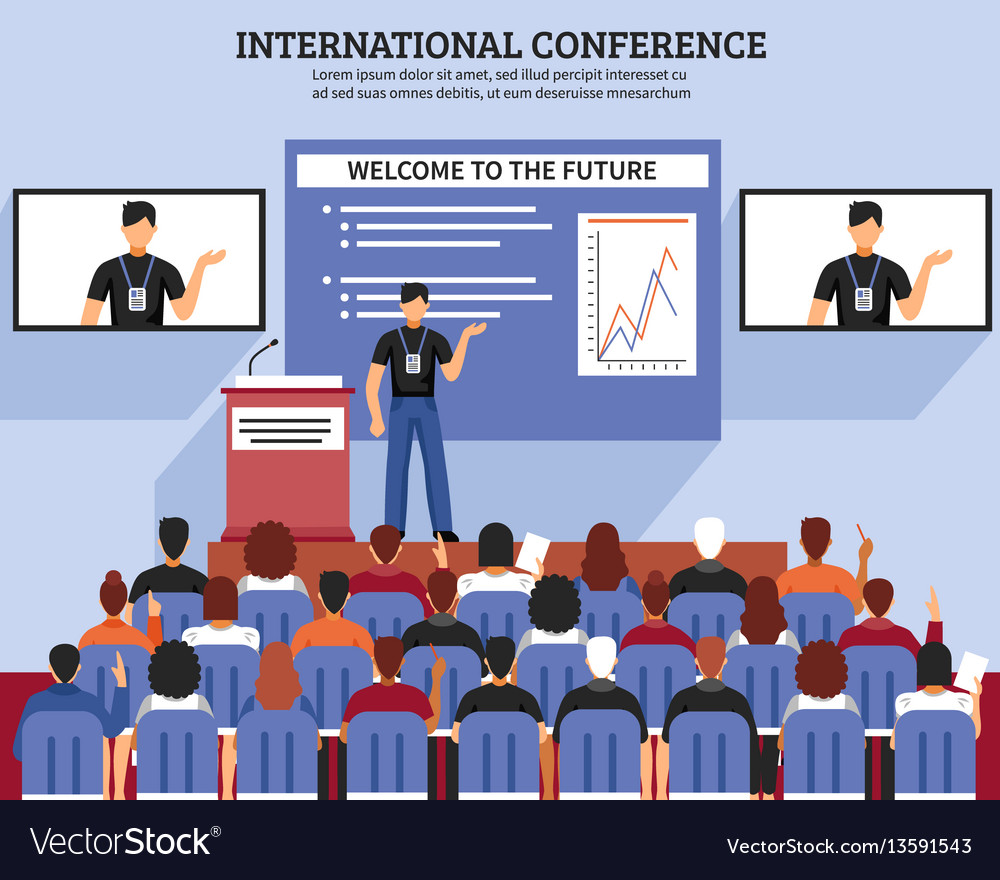 INTERNATIONAL CONFERENCE
Lorem ipsum dolor sit amet, sed illud percipit interesset cu
ad sed suas omnes debitis, ut eum deseruisse mnesarchum
WELCOME TO THE FUTURE
VectorStock®
VectorStock.com/13591543